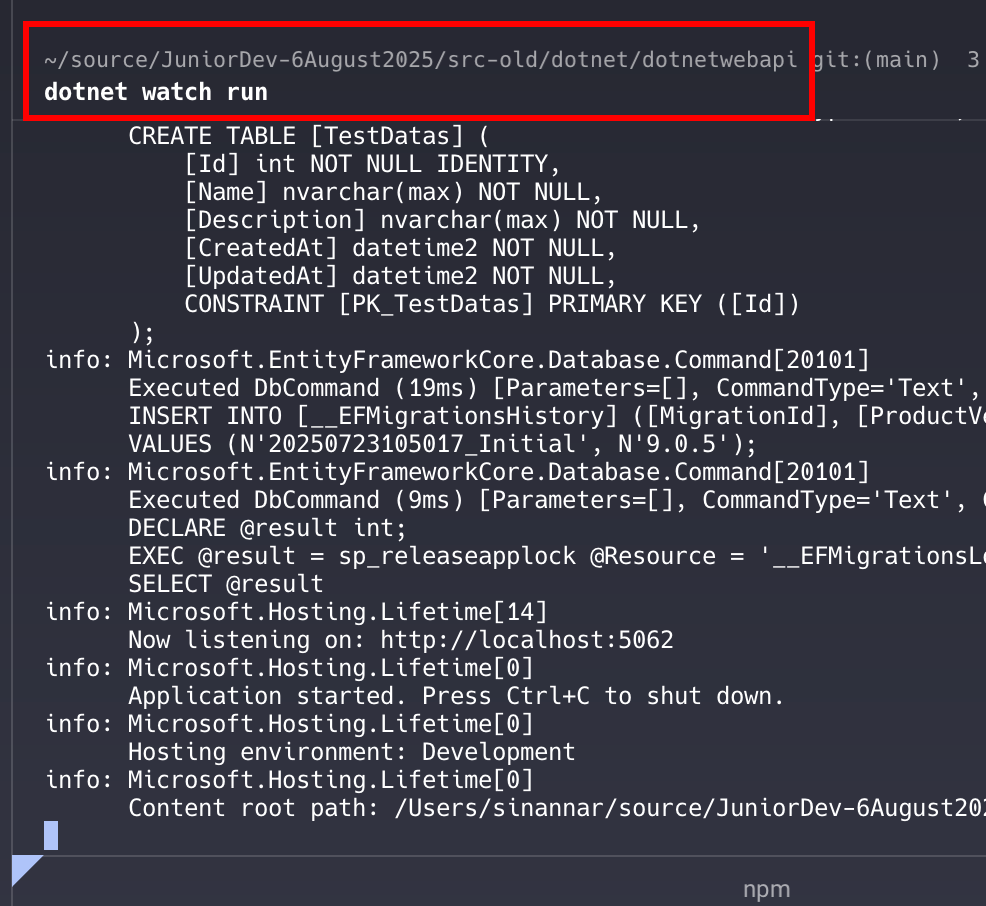 ~/source/JuniorDev-6August2025/src-old/dotnet/dotnetwebapi git:(main) 3
dotnet watch run
CREATE TABLE [TestDatas] (
[Id] int NOT NULL IDENTITY,
[Name] nvarchar(max) NOT NULL,
[Description] nvarchar(max) NOT NULL,
[CreatedAt] datetime2 NOT NULL,
[UpdatedAt] datetime2 NOT NULL,
CONSTRAINT [PK_TestDatas] PRIMARY KEY ([Id])
);
info: Microsoft.EntityFrameworkCore.Database.Command[20101]
Executed DbCommand (19ms) [Parameters=[], CommandType='Text',
INSERT INTO [__EFMigrationsHistory] ([MigrationId], [ProductVe
VALUES (N'20250723105017_Initial', N'9.0.5');
info: Microsoft.EntityFrameworkCore.Database.Command[20101]
Executed DbCommand (9ms) [Parameters=[], CommandType='Text', C
DECLARE @result int;
EXEC @result = sp_releaseapplock @Resource = '__EFMigrationsLo
SELECT @result
info: Microsoft.Hosting.Lifetime[14]
Now listening on: http://localhost:5062
info: Microsoft.Hosting.Lifetime[0]
Application started. Press Ctrl+C to shut down.
info: Microsoft.Hosting.Lifetime[0]
Hosting environment: Development
info: Microsoft.Hosting.Lifetime[0]
Content root path: /Users/sinannar/source/JuniorDev-6August202
npm